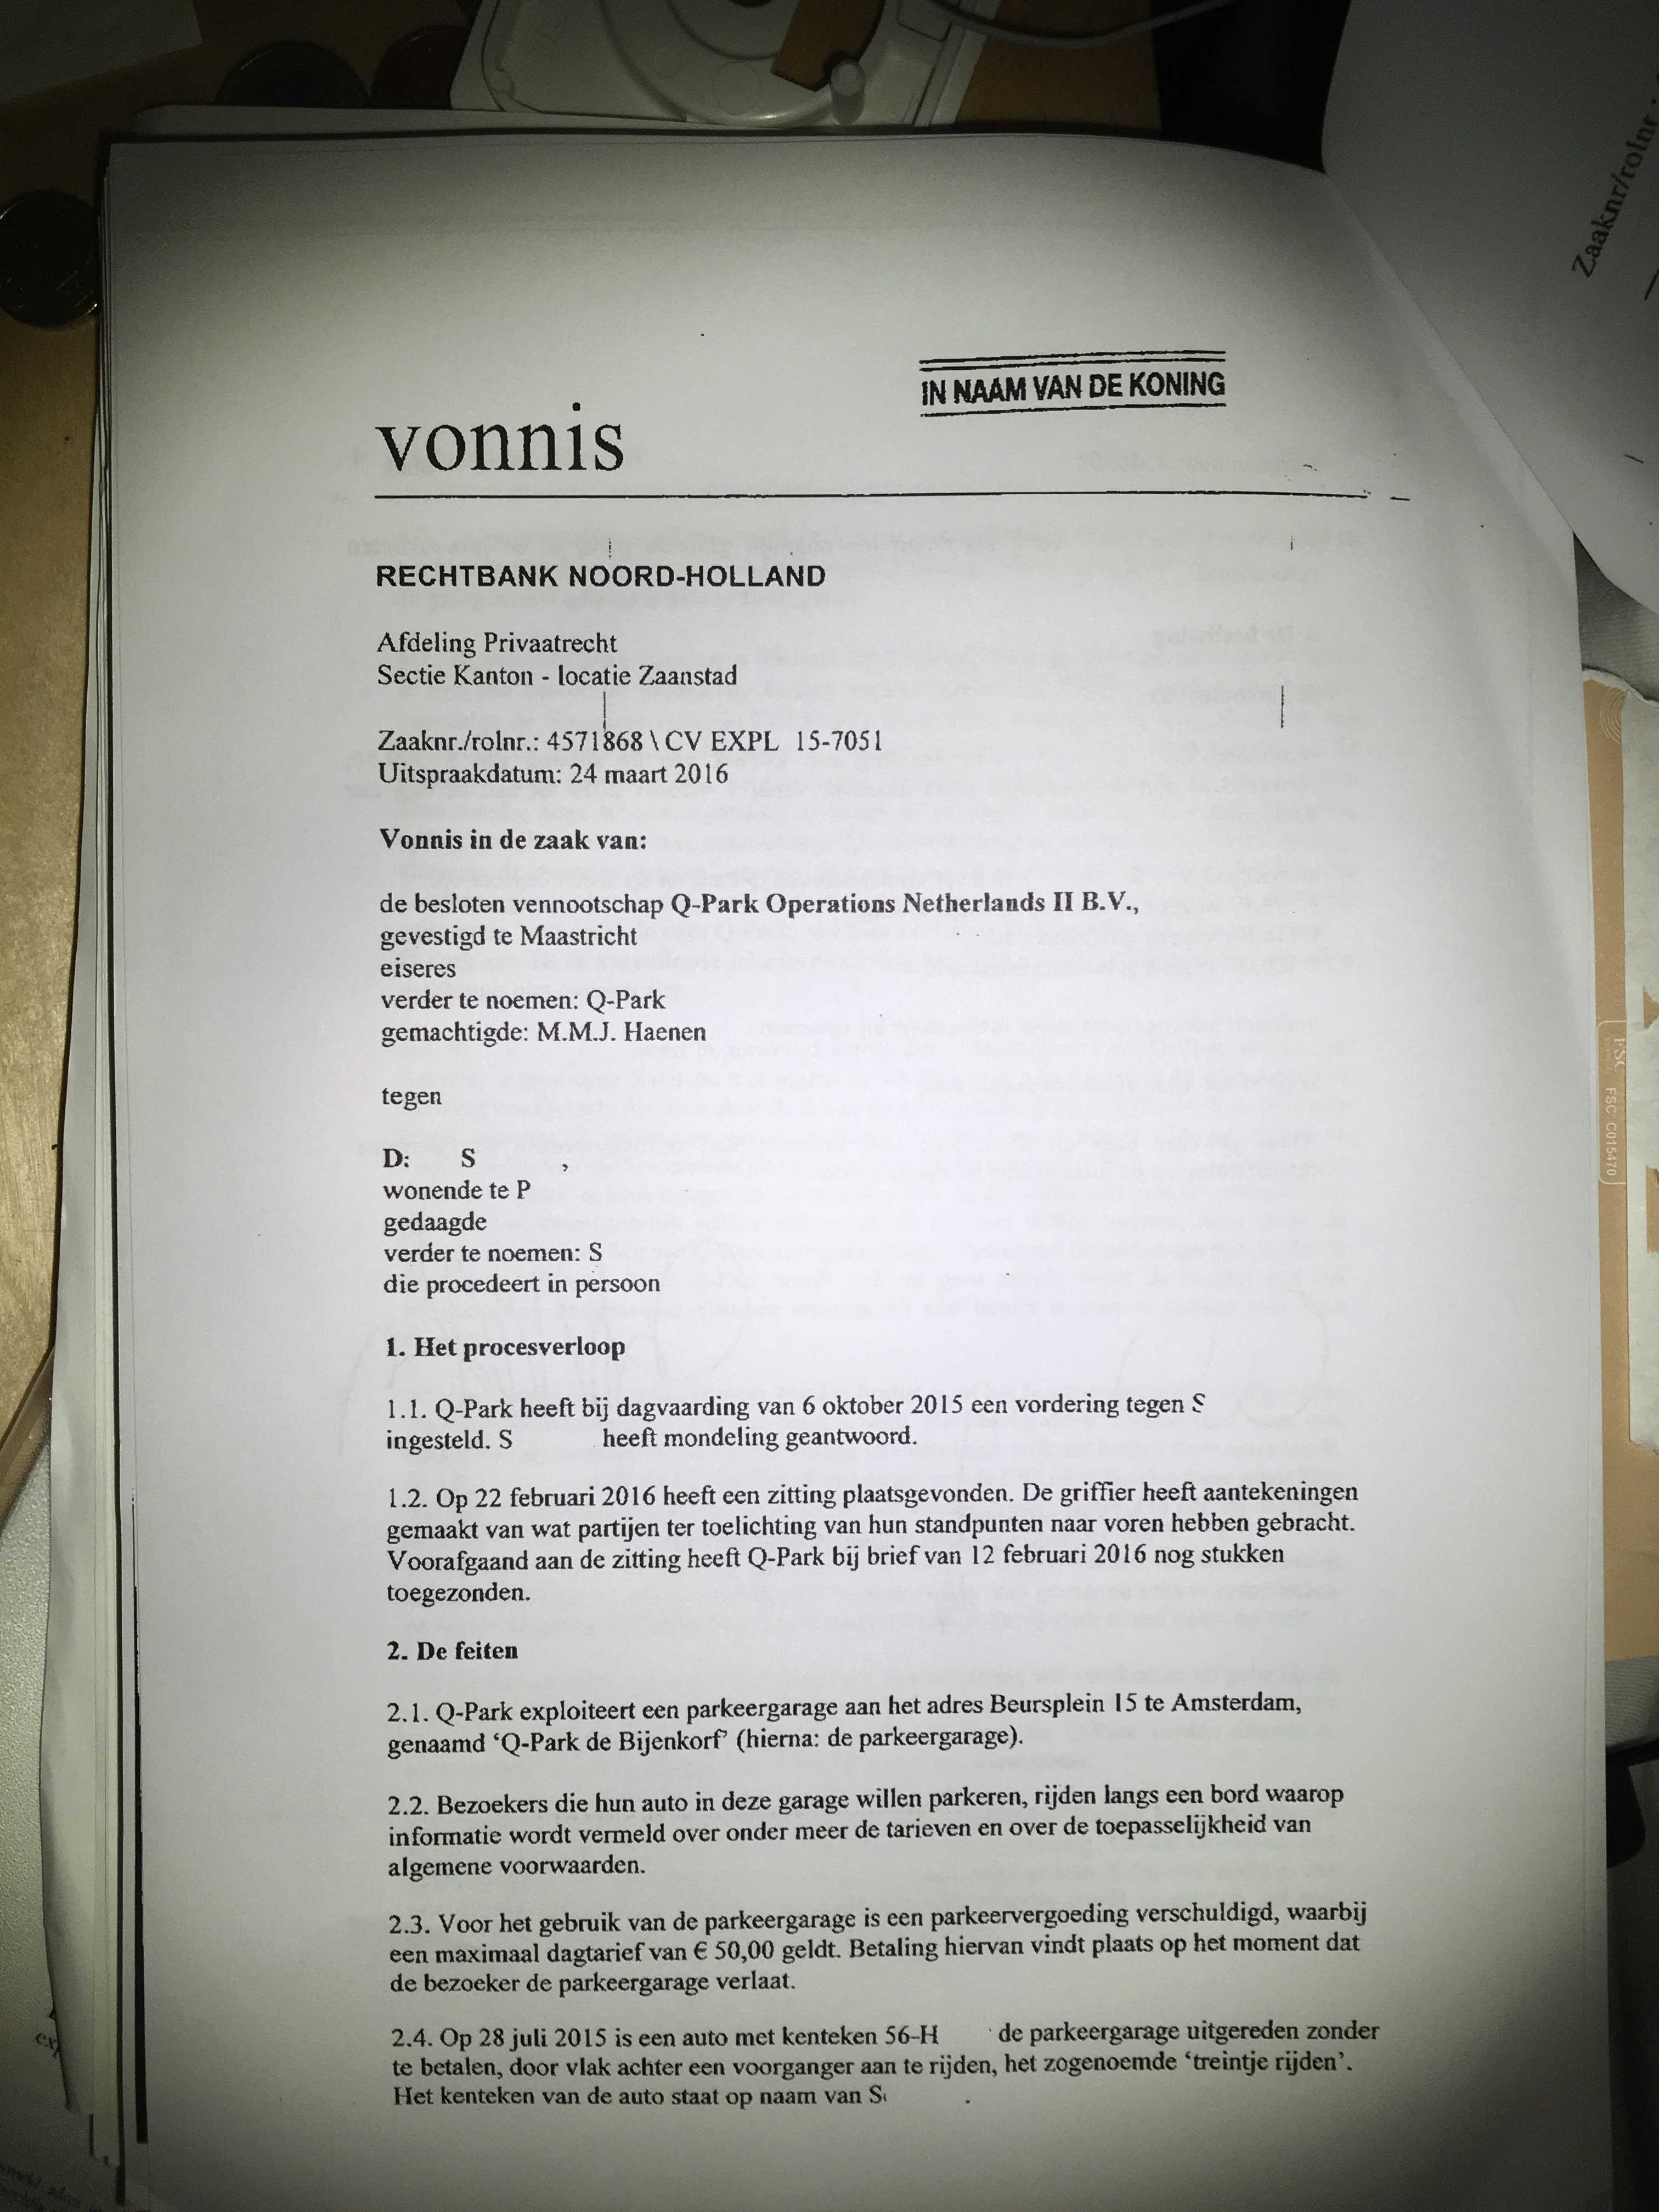 Zaaknr/rolnr.
IN NAAM VAN DE KONING
vonnis
RECHTBANK NOORD-HOLLAND
Afdeling Privaatrecht
Sectie Kanton - locatie Zaanstad
Zaaknr./rolnr.: 4571868 \ CV EXPL 15-7051
Uitspraakdatum: 24 maart 2016
Vonnis in de zaak van:
de besloten vennootschap Q-Park Operations Netherlands II B.V.,
gevestigd te Maastricht
eiseres
verder te noemen: Q-Park
gemachtigde: M.M.J. Haenen
tegen
D: S ,
wonende te P
gedaagde
verder te noemen: S
die procedeert in persoon
1. Het procesverloop
1.1. Q-Park heeft bij dagvaarding van 6 oktober 2015 een vordering tegen S
ingesteld. S heeft mondeling geantwoord.
1.2. Op 22 februari 2016 heeft een zitting plaatsgevonden. De griffier heeft aantekeningen
gemaakt van wat partijen ter toelichting van hun standpunten naar voren hebben gebracht.
Voorafgaand aan de zitting heeft Q-Park bij brief van 12 februari 2016 nog stukken
toegezonden.
2. De feiten
2.1. Q-Park exploiteert een parkeergarage aan het adres Beursplein 15 te Amsterdam,
genaamd ‘Q-Park de Bijenkorf’ (hierna: de parkeergarage).
2.2. Bezoekers die hun auto in deze garage willen parkeren, rijden langs een bord waarop
informatie wordt vermeld over onder meer de tarieven en over de toepasselijkheid van
algemene voorwaarden.
2.3. Voor het gebruik van de parkeergarage is een parkeervergoeding verschuldigd, waarbij
een maximaal dagtarief van € 50,00 geldt. Betaling hiervan vindt plaats op het moment dat
de bezoeker de parkeergarage verlaat.
2.4. Op 28 juli 2015 is een auto met kenteken 56-H de parkeergarage uitgereden zonder
te betalen, door vlak achter een voorganger aan te rijden, het zogenoemde ‘treintje rijden’.
Het kenteken van de auto staat op naam van S .
FSC
FSC C015470